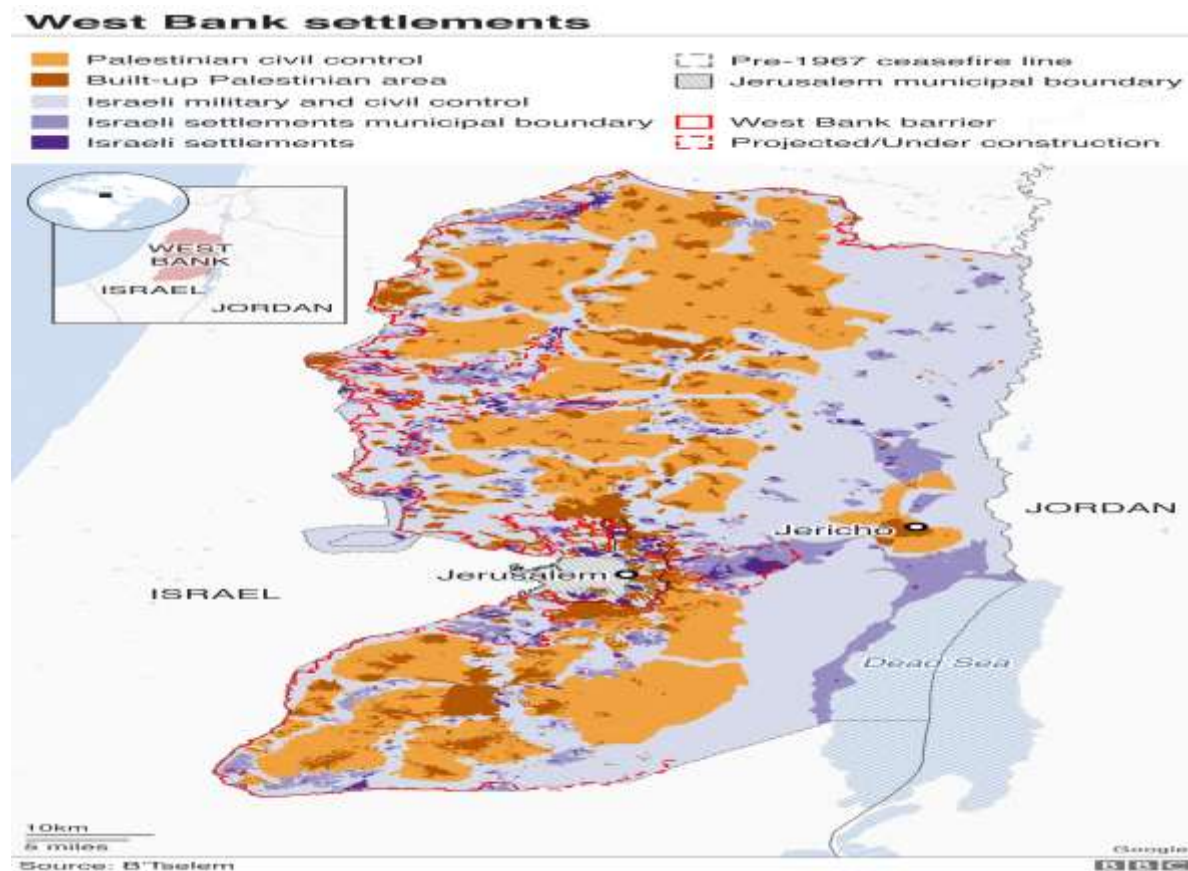 West Bank settlements
Palestinian civil control
Built-up Palestinian area
Israeli military and civil control
Israeli settlements municipal boundary
Israeli settlements
Pre-1967 ceasefire line
Jerusalem municipal boundary
West Bank barrier
Projected/Under construction
WEST
BANK
ISRAEL
JORDAN
Jericho
JORDAN
Jerusalem
ISRAEL
Dead Sea
10km
5 miles
Google
Source: B'Tselem
BBC